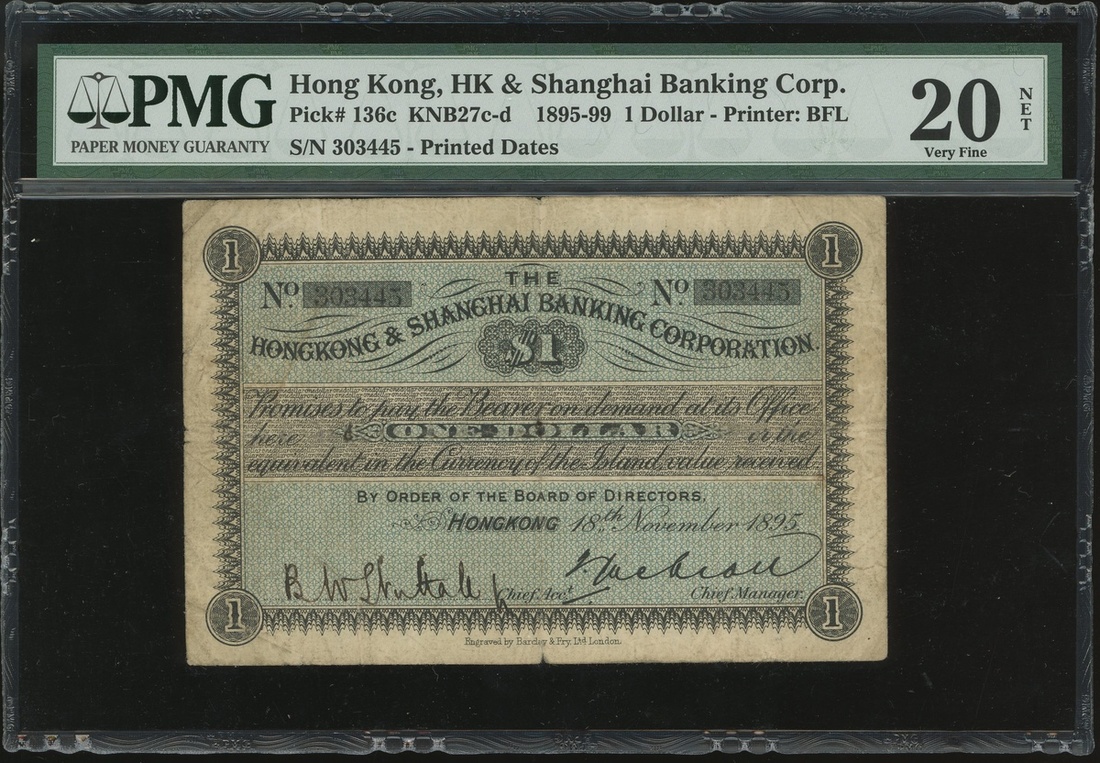 PMG
PAPER MONEY GUARANTY
Hong Kong, HK & Shanghai Banking Corp.
Pick# 136c KNB27c-d 1895-99 1 Dollar - Printer: BFL
S/N 303445 - Printed Dates
20
NET
Very Fine
1
1
THE
No 303445
No 303445
HONGKONG & SHANGHAI BANKING CORPORATION.
$1
Promises to pay the Bearer on demand at its Office
here ONE DOLLAR or the
equivalent in the Currency of the Island, value received
BY ORDER OF THE BOARD OF DIRECTORS.
HONGKONG 18th November 1895
Chief Acct
Chief Manager.
1
1
Engraved by Barclay & Fry, Ltd London.